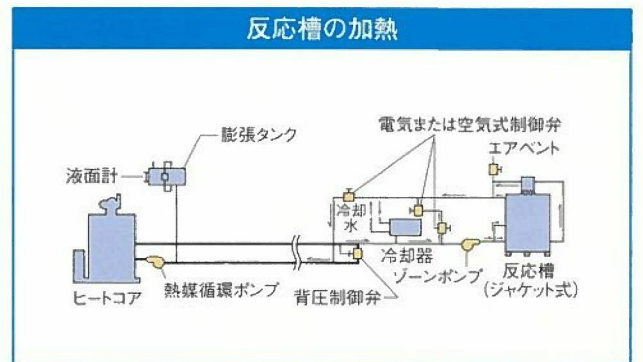 反応槽の加熱
電気または空気式制御弁
膨張タンク
エアベント
液面計
冷却
水
冷却器
ゾーンポンプ
反応槽
(ジャケット式)
ヒートコア
熱媒循環ポンプ
背圧制御弁